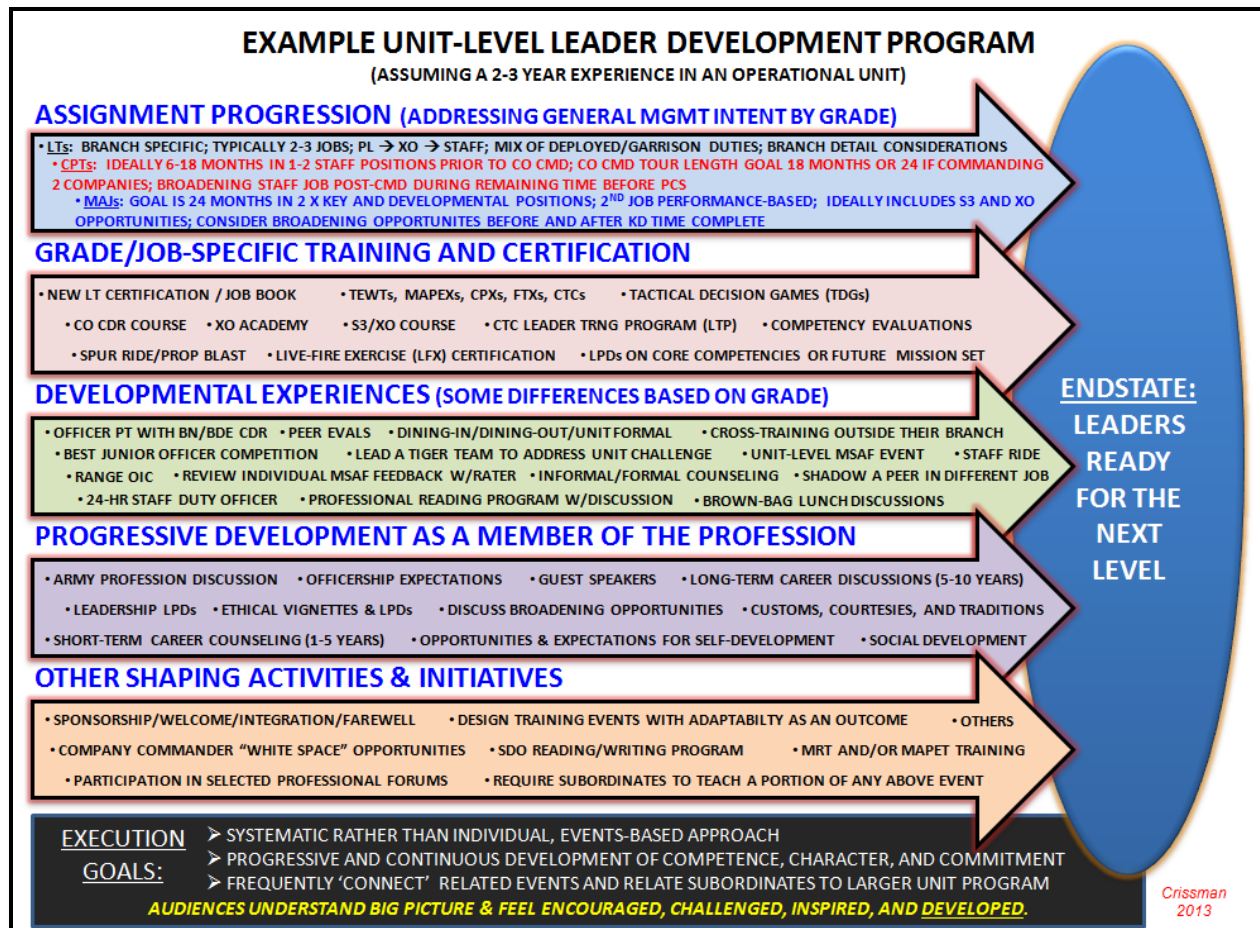 EXAMPLE UNIT-LEVEL LEADER DEVELOPMENT PROGRAM
(ASSUMING A 2-3 YEAR EXPERIENCE IN AN OPERATIONAL UNIT)
ASSIGNMENT PROGRESSION (ADDRESSING GENERAL MGMT INTENT BY GRADE)
• LTs: BRANCH SPECIFIC; TYPICALLY 2-3 JOBS; PL → XO → STAFF; MIX OF DEPLOYED/GARRISON DUTIES; BRANCH DETAIL CONSIDERATIONS
• CPTs: IDEALLY 6-18 MONTHS IN 1-2 STAFF POSITIONS PRIOR TO CO CMD; CO CMD TOUR LENGTH GOAL 18 MONTHS OR 24 IF COMMANDING
2 COMPANIES; BROADENING STAFF JOB POST-CMD DURING REMAINING TIME BEFORE PCS
• MAJs: GOAL IS 24 MONTHS IN 2 X KEY AND DEVELOPMENTAL POSITIONS; 2ND JOB PERFORMANCE-BASED; IDEALLY INCLUDES S3 AND XO
OPPORTUNITIES; CONSIDER BROADENING OPPORTUNITES BEFORE AND AFTER KD TIME COMPLETE
GRADE/JOB-SPECIFIC TRAINING AND CERTIFICATION
• NEW LT CERTIFICATION / JOB BOOK • TEWTs, MAPEXs, CPXs, FTXs, CTCs • TACTICAL DECISION GAMES (TDGs)
• CO CDR COURSE • XO ACADEMY • S3/XO COURSE • CTC LEADER TRNG PROGRAM (LTP) • COMPETENCY EVALUATIONS
• SPUR RIDE/PROP BLAST • LIVE-FIRE EXERCISE (LFX) CERTIFICATION • LPDs ON CORE COMPETENCIES OR FUTURE MISSION SET
DEVELOPMENTAL EXPERIENCES (SOME DIFFERENCES BASED ON GRADE)
• OFFICER PT WITH BN/BDE CDR • PEER EVALS • DINING-IN/DINING-OUT/UNIT FORMAL • CROSS-TRAINING OUTSIDE THEIR BRANCH
• BEST JUNIOR OFFICER COMPETITION • LEAD A TIGER TEAM TO ADDRESS UNIT CHALLENGE • UNIT-LEVEL MSAF EVENT • STAFF RIDE
• RANGE OIC • REVIEW INDIVIDUAL MSAF FEEDBACK W/RATER • INFORMAL/FORMAL COUNSELING • SHADOW A PEER IN DIFFERENT JOB
• 24-HR STAFF DUTY OFFICER • PROFESSIONAL READING PROGRAM W/DISCUSSION • BROWN-BAG LUNCH DISCUSSIONS
PROGRESSIVE DEVELOPMENT AS A MEMBER OF THE PROFESSION
• ARMY PROFESSION DISCUSSION • OFFICERSHIP EXPECTATIONS • GUEST SPEAKERS • LONG-TERM CAREER DISCUSSIONS (5-10 YEARS)
• LEADERSHIP LPDs • ETHICAL VIGNETTES & LPDs • DISCUSS BROADENING OPPORTUNITIES • CUSTOMS, COURTESIES, AND TRADITIONS
• SHORT-TERM CAREER COUNSELING (1-5 YEARS) • OPPORTUNITIES & EXPECTATIONS FOR SELF-DEVELOPMENT • SOCIAL DEVELOPMENT
OTHER SHAPING ACTIVITIES & INITIATIVES
• SPONSORSHIP/WELCOME/INTEGRATION/FAREWELL • DESIGN TRAINING EVENTS WITH ADAPTABILTY AS AN OUTCOME • OTHERS
• COMPANY COMMANDER “WHITE SPACE” OPPORTUNITIES • SDO READING/WRITING PROGRAM • MRT AND/OR MAPET TRAINING
• PARTICIPATION IN SELECTED PROFESSIONAL FORUMS • REQUIRE SUBORDINATES TO TEACH A PORTION OF ANY ABOVE EVENT
ENDSTATE:
LEADERS
READY
FOR THE
NEXT
LEVEL
EXECUTION
GOALS:
➢ SYSTEMATIC RATHER THAN INDIVIDUAL, EVENTS-BASED APPROACH
➢ PROGRESSIVE AND CONTINUOUS DEVELOPMENT OF COMPETENCE, CHARACTER, AND COMMITMENT
➢ FREQUENTLY ‘CONNECT’ RELATED EVENTS AND RELATE SUBORDINATES TO LARGER UNIT PROGRAM
AUDIENCES UNDERSTAND BIG PICTURE & FEEL ENCOURAGED, CHALLENGED, INSPIRED, AND DEVELOPED.
Crissman
2013